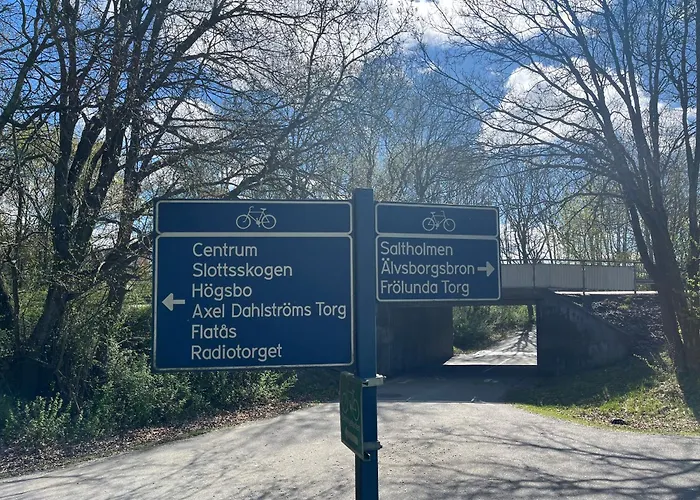 Centrum
Slottsskogen
Högsbo
Axel Dahlströms Torg
Flatås
Radiotorget
Saltholmen
Älvsborgsbron
Frölunda Torg